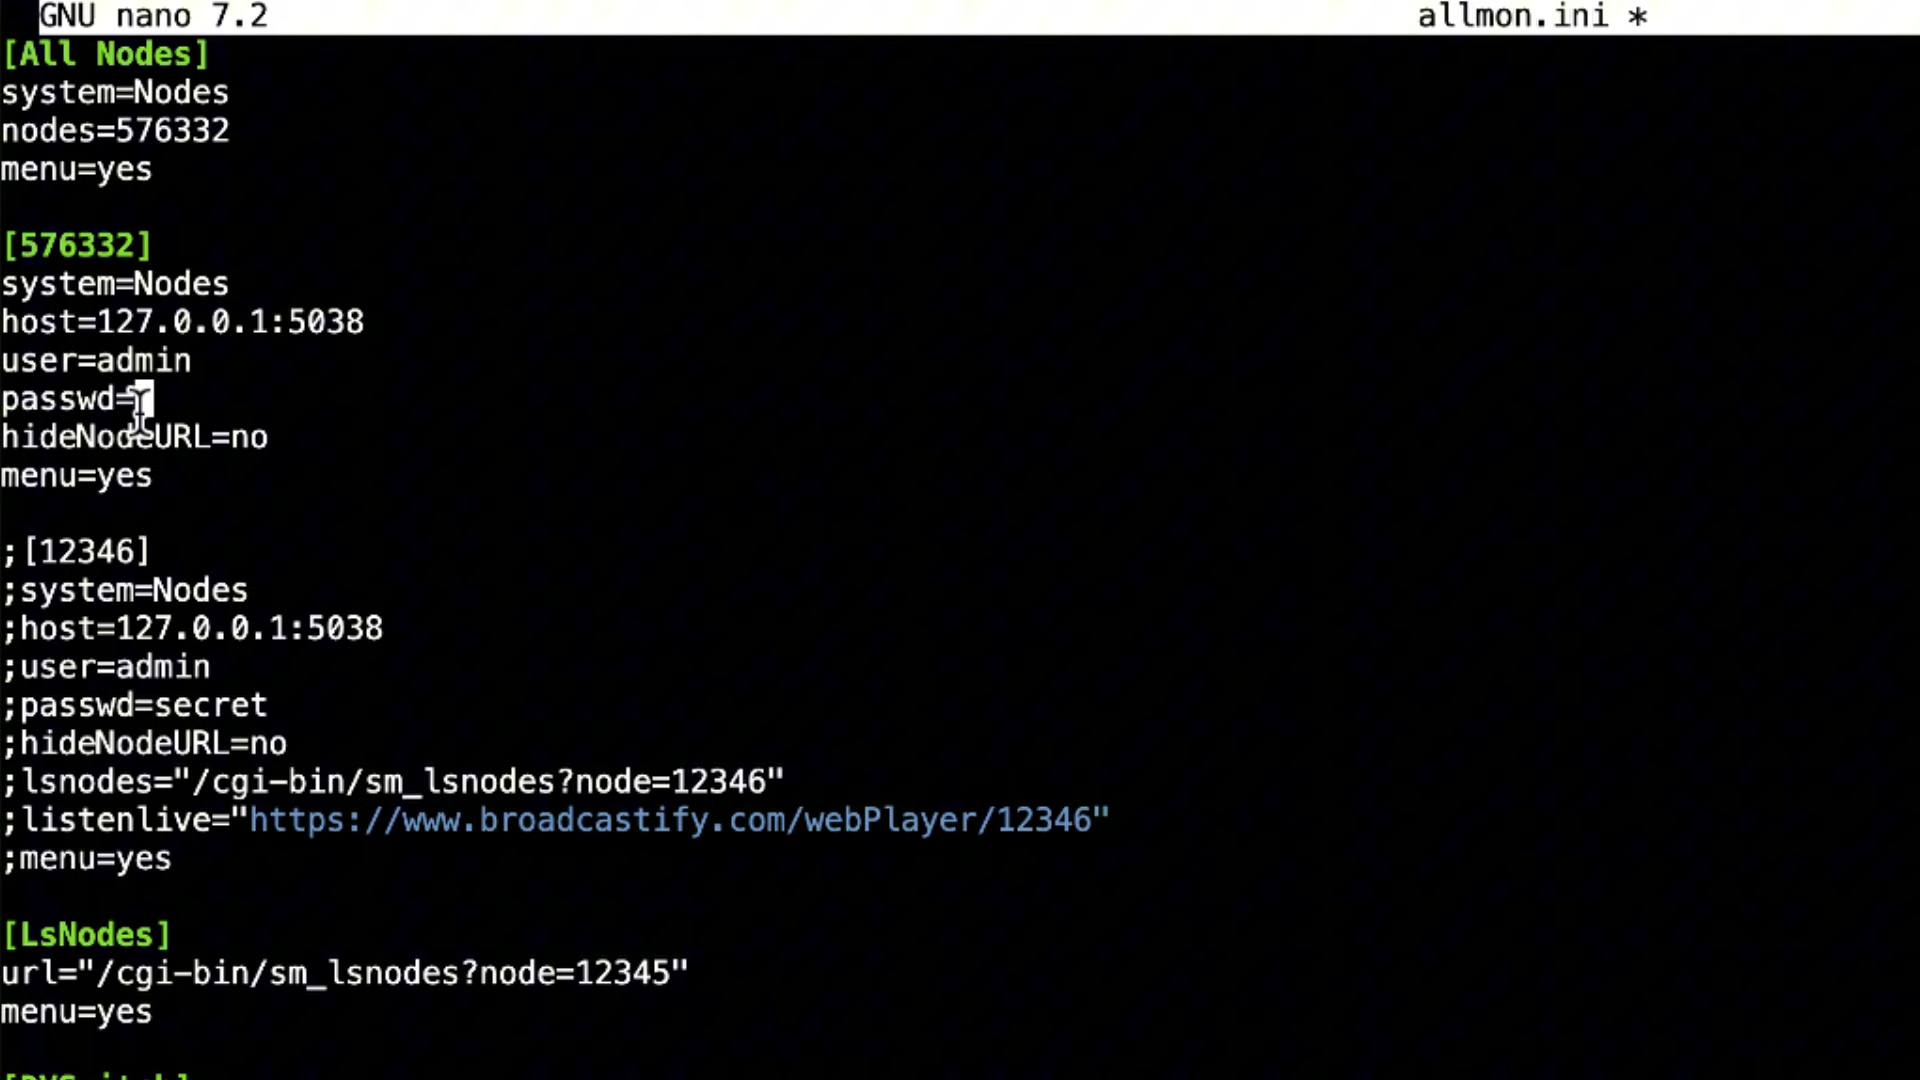 GNU nano 7.2 allmon.ini *
[All Nodes]
system=Nodes
nodes=576332
menu=yes
[576332]
system=Nodes
host=127.0.0.1:5038
user=admin
passwd=
hideNodeURL=no
menu=yes
;[12346]
;system=Nodes
;host=127.0.0.1:5038
;user=admin
;passwd=secret
;hideNodeURL=no
;lsnodes="/cgi-bin/sm_lsnodes?node=12346"
;listenlive="https://www.broadcastify.com/webPlayer/12346"
;menu=yes
[LsNodes]
url="/cgi-bin/sm_lsnodes?node=12345"
menu=yes